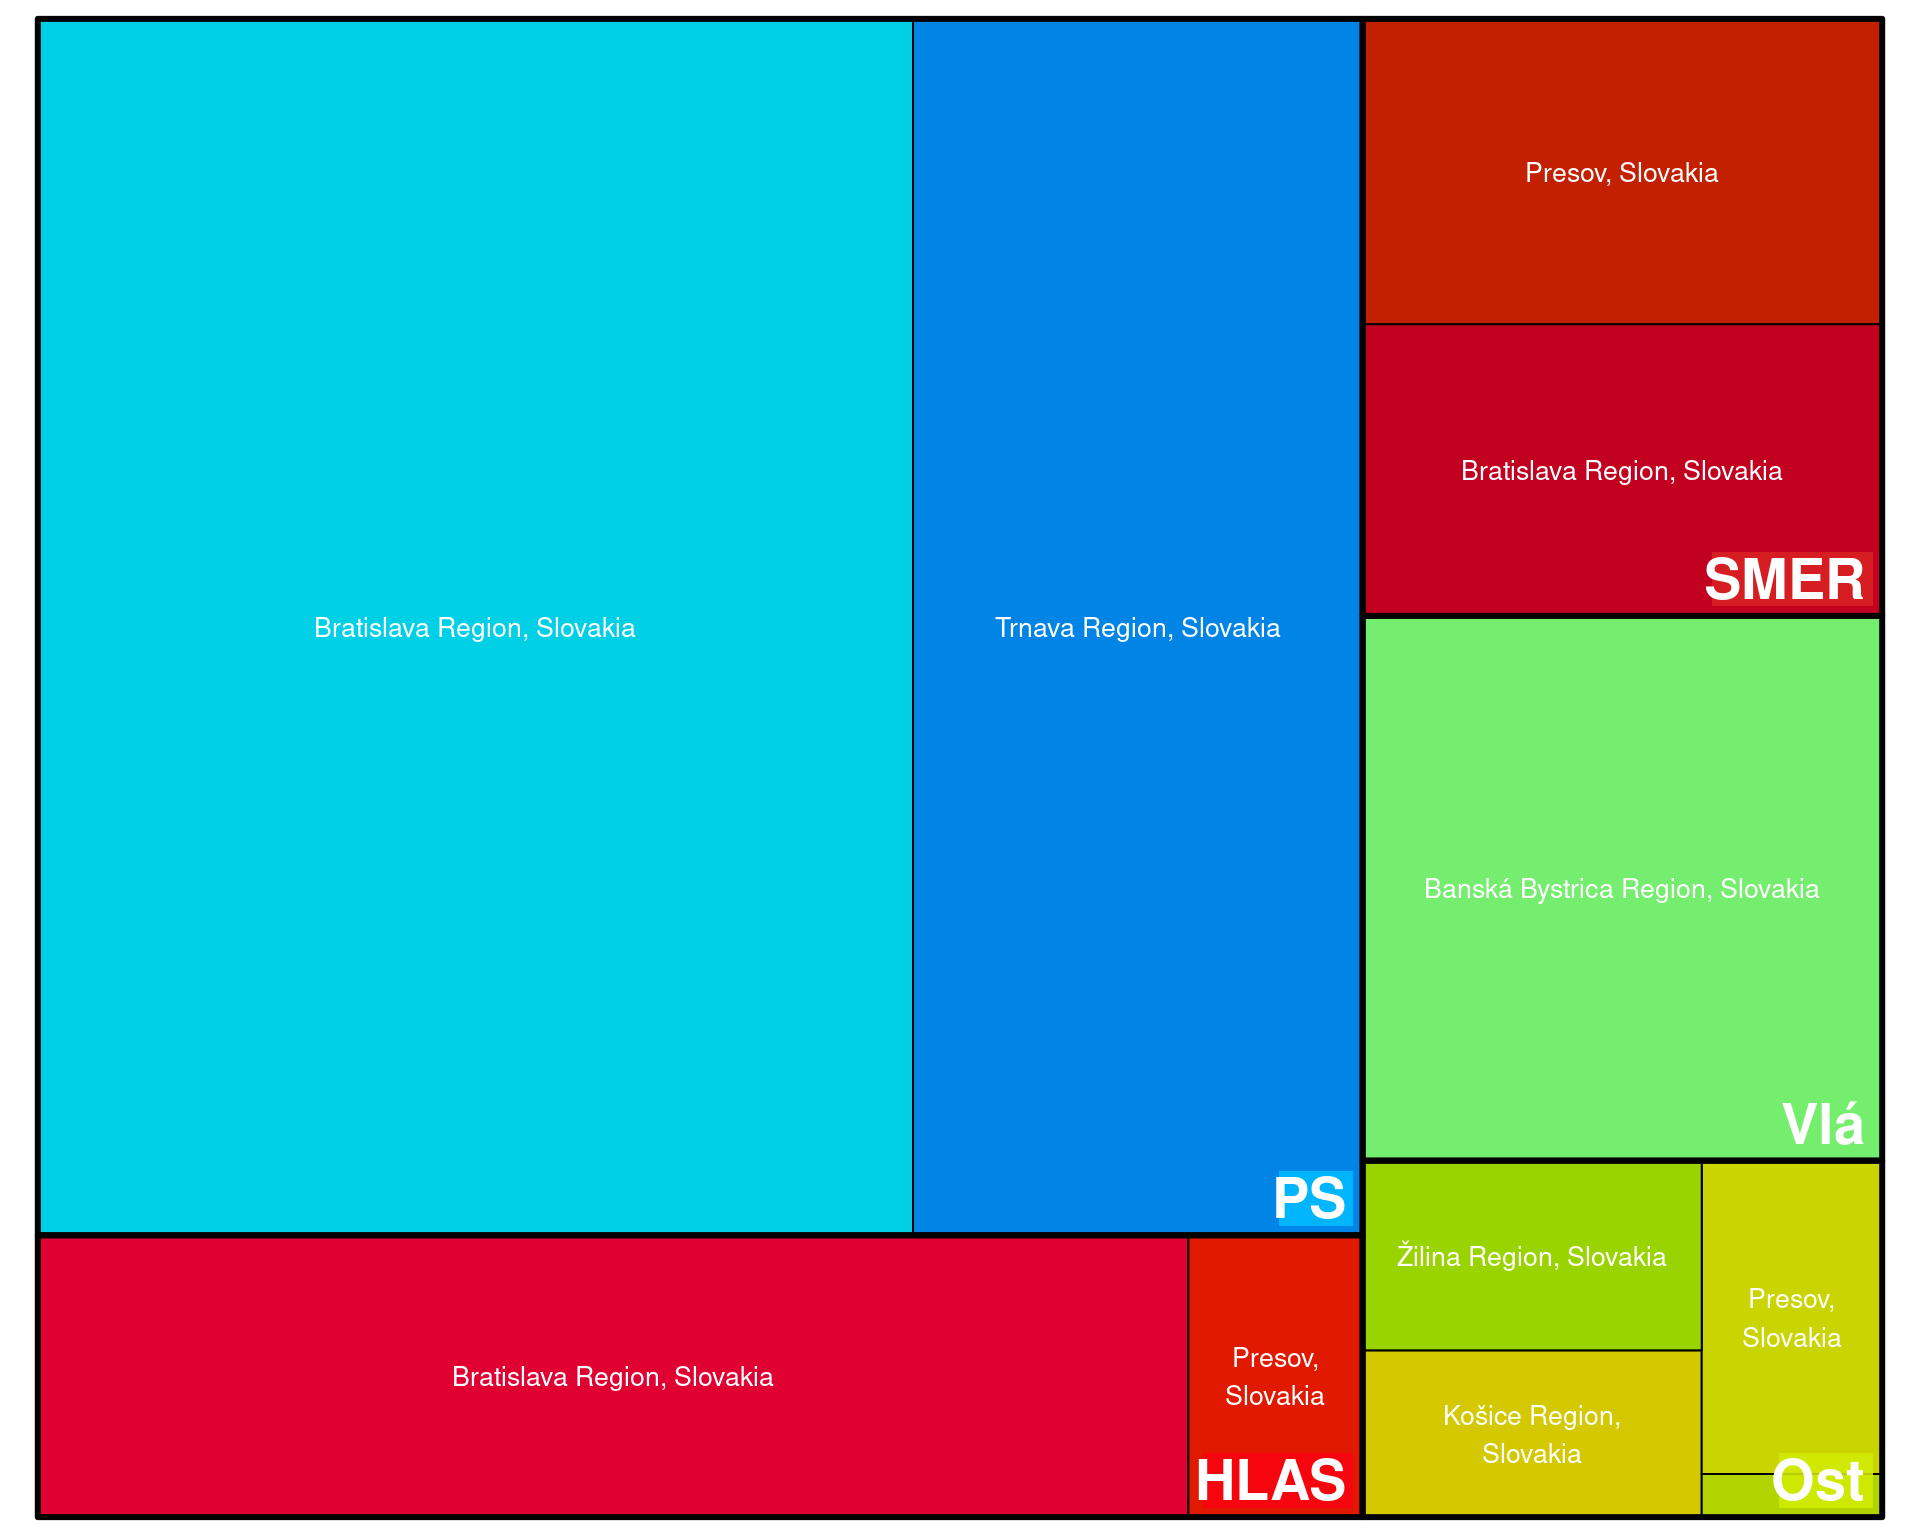 Bratislava Region, Slovakia
Trnava Region, Slovakia
PS
Bratislava Region, Slovakia
Presov,
Slovakia
HLAS
Presov, Slovakia
Bratislava Region, Slovakia
SMER
Banská Bystrica Region, Slovakia
Vlá
Žilina Region, Slovakia
Košice Region,
Slovakia
Presov,
Slovakia
Ost